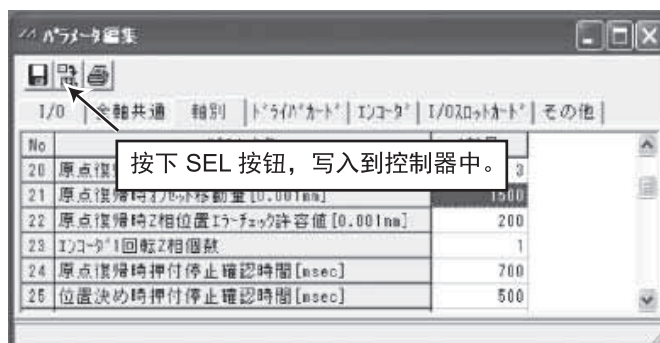 パラメータ編集
I/O 全軸共通 軸別 ドライバカード エンコーダ I/Oスロットカード その他
No
按下 SEL 按钮，写入到控制器中。
20 原点復 3
21 原点復帰時オフセット移動量[0.001mm] 1500
22 原点復帰時Z相位置エラーチェック許容値[0.001mm] 200
23 エンコーダ1回転Z相個数 1
24 原点復帰時押付停止確認時間[msec] 700
25 位置決め時押付停止確認時間[msec] 500